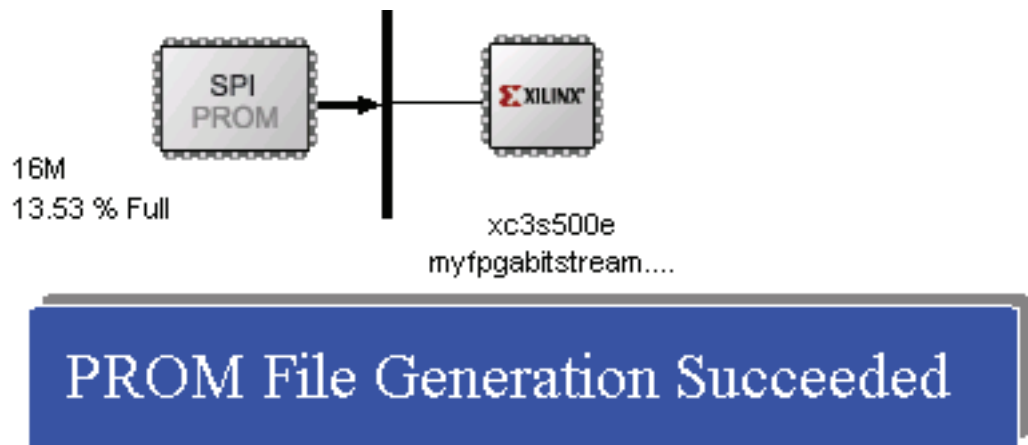 SPI
PROM
XILINX
16M
13.53 % Full
xc3s500e
myfpgabitstream....
PROM File Generation Succeeded